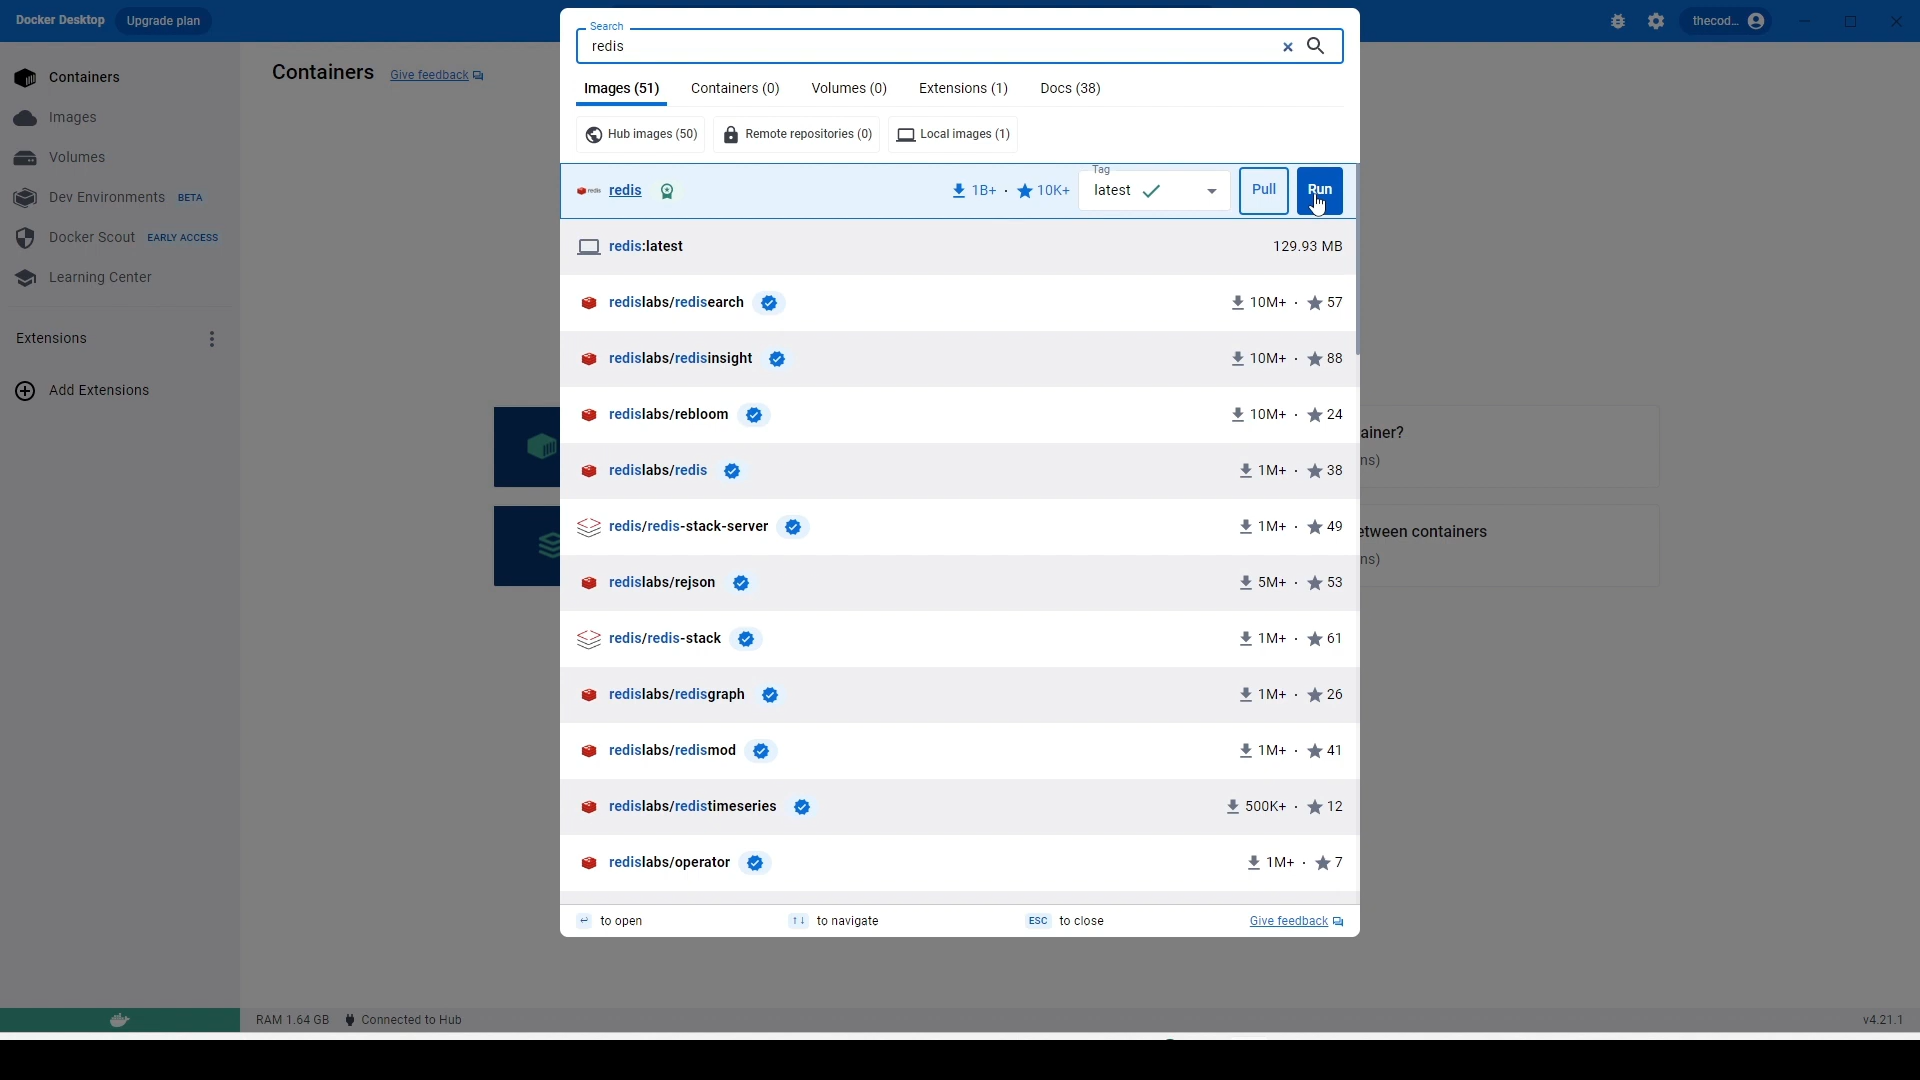 Docker Desktop Upgrade plan thecod...
Containers
Images
Volumes
Dev Environments BETA
Docker Scout EARLY ACCESS
Learning Center
Extensions
Add Extensions
Containers Give feedback
Search
redis
Images (51) Containers (0) Volumes (0) Extensions (1) Docs (38)
Hub images (50) Remote repositories (0) Local images (1)
redis redis 1B+ · 10K+ Tag latest Pull Run
redis:latest 129.93 MB
redislabs/redisearch 10M+ · 57
redislabs/redisinsight 10M+ · 88
redislabs/rebloom 10M+ · 24
redislabs/redis 1M+ · 38
redis/redis-stack-server 1M+ · 49
redislabs/rejson 5M+ · 53
redis/redis-stack 1M+ · 61
redislabs/redisgraph 1M+ · 26
redislabs/redismod 1M+ · 41
redislabs/redistimeseries 500K+ · 12
redislabs/operator 1M+ · 7
↩ to open ↑↓ to navigate ESC to close Give feedback
ainer?
ns)
etween containers
ns)
RAM 1.64 GB Connected to Hub v4.21.1